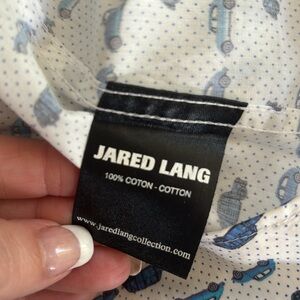 JARED LANG
100% COTON - COTTON
www.jaredlangcollection.com